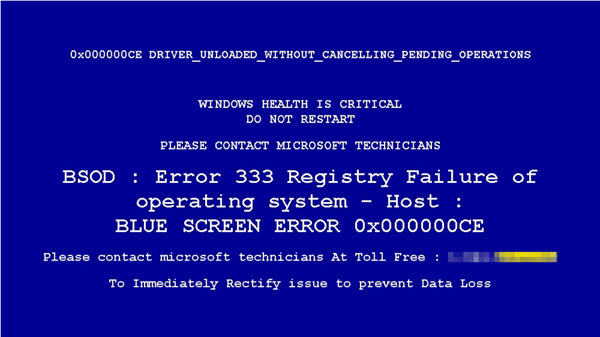 0x000000CE DRIVER_UNLOADED_WITHOUT_CANCELLING_PENDING_OPERATIONS
WINDOWS HEALTH IS CRITICAL
DO NOT RESTART
PLEASE CONTACT MICROSOFT TECHNICIANS
BSOD : Error 333 Registry Failure of
operating system - Host :
BLUE SCREEN ERROR 0x000000CE
Please contact microsoft technicians At Toll Free :
To Immediately Rectify issue to prevent Data Loss